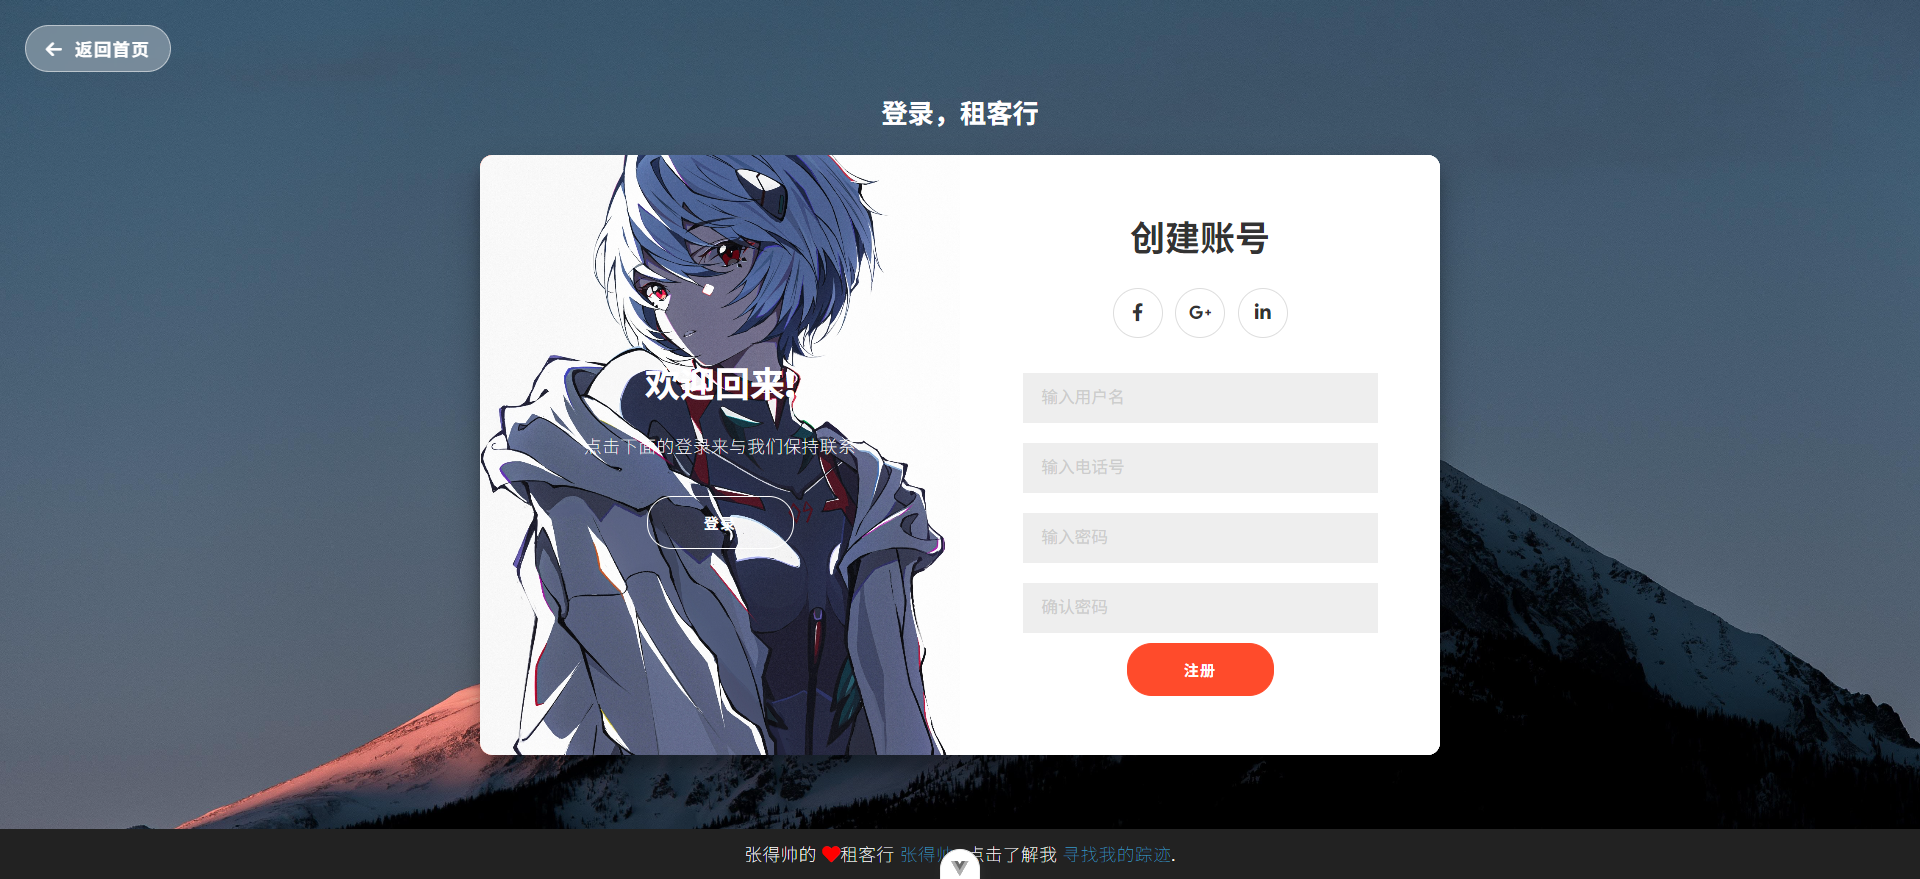 返回首页
登录，租客行
欢迎回来!
点击下面的登录来与我们保持联系
登录
创建账号
G+
in
输入用户名
输入电话号
输入密码
确认密码
注册
张得帅的 ❤租客行 张得帅 点击了解我 寻找我的踪迹.